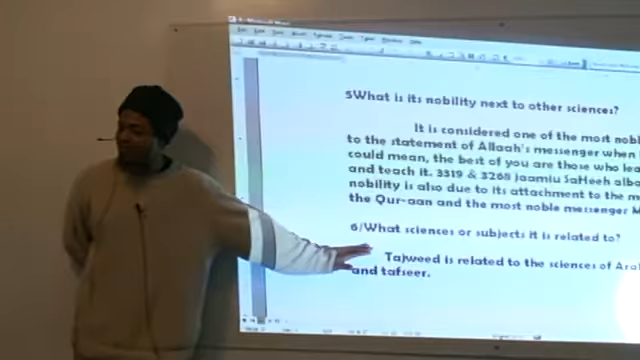 5What is its nobility next to other sciences?
It is considered one of the most nobl
to the statement of Allaah's messenger when
could mean, the best of you are those who lea
and teach it. 3319 & 3268 Jaamiu SaHeeh alba
nobility is also due to its attachment to the m
the Qur-aan and the most noble messenger M
6/What sciences or subjects it is related to?
Tajweed is related to the sciences of Arab
and tafseer.